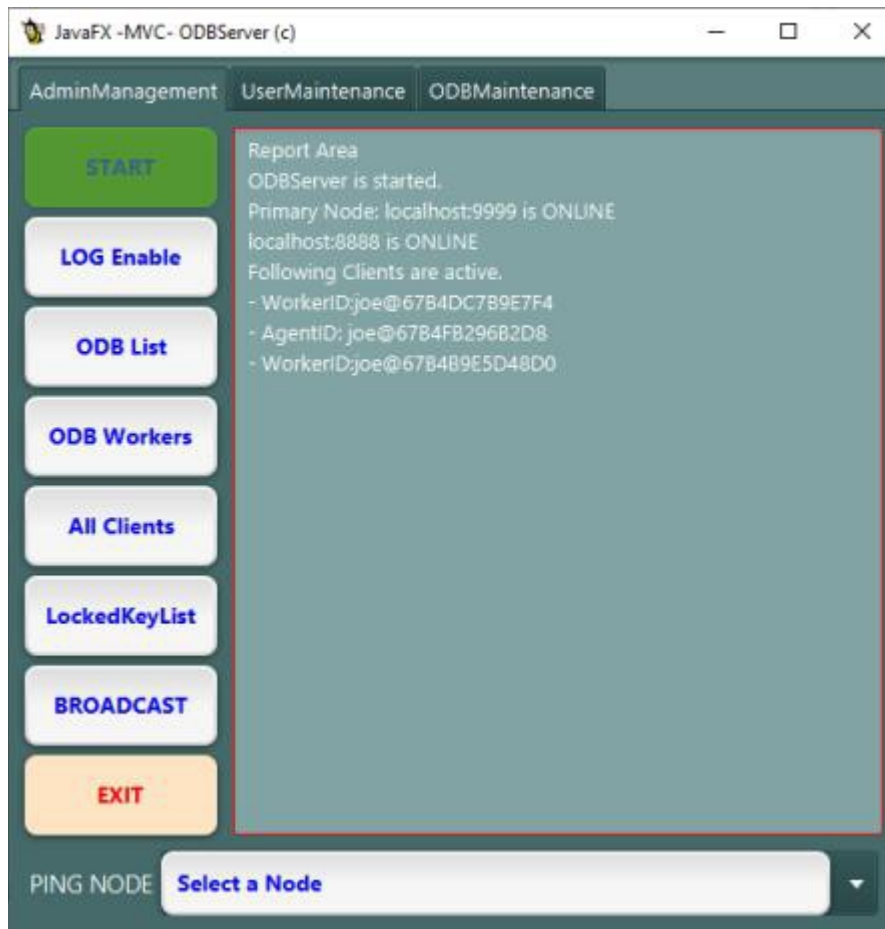 JavaFX -MVC- ODBServer (c)
AdminManagement UserMaintenance ODBMaintenance
START
LOG Enable
ODB List
ODB Workers
All Clients
LockedKeyList
BROADCAST
EXIT
Report Area
ODBServer is started.
Primary Node: localhost:9999 is ONLINE
localhost:8888 is ONLINE
Following Clients are active.
- WorkerID:joe@67B4DC7B9E7F4
- AgentID: joe@67B4FB296B2D8
- WorkerID:joe@67B4B9E5D48D0
PING NODE Select a Node